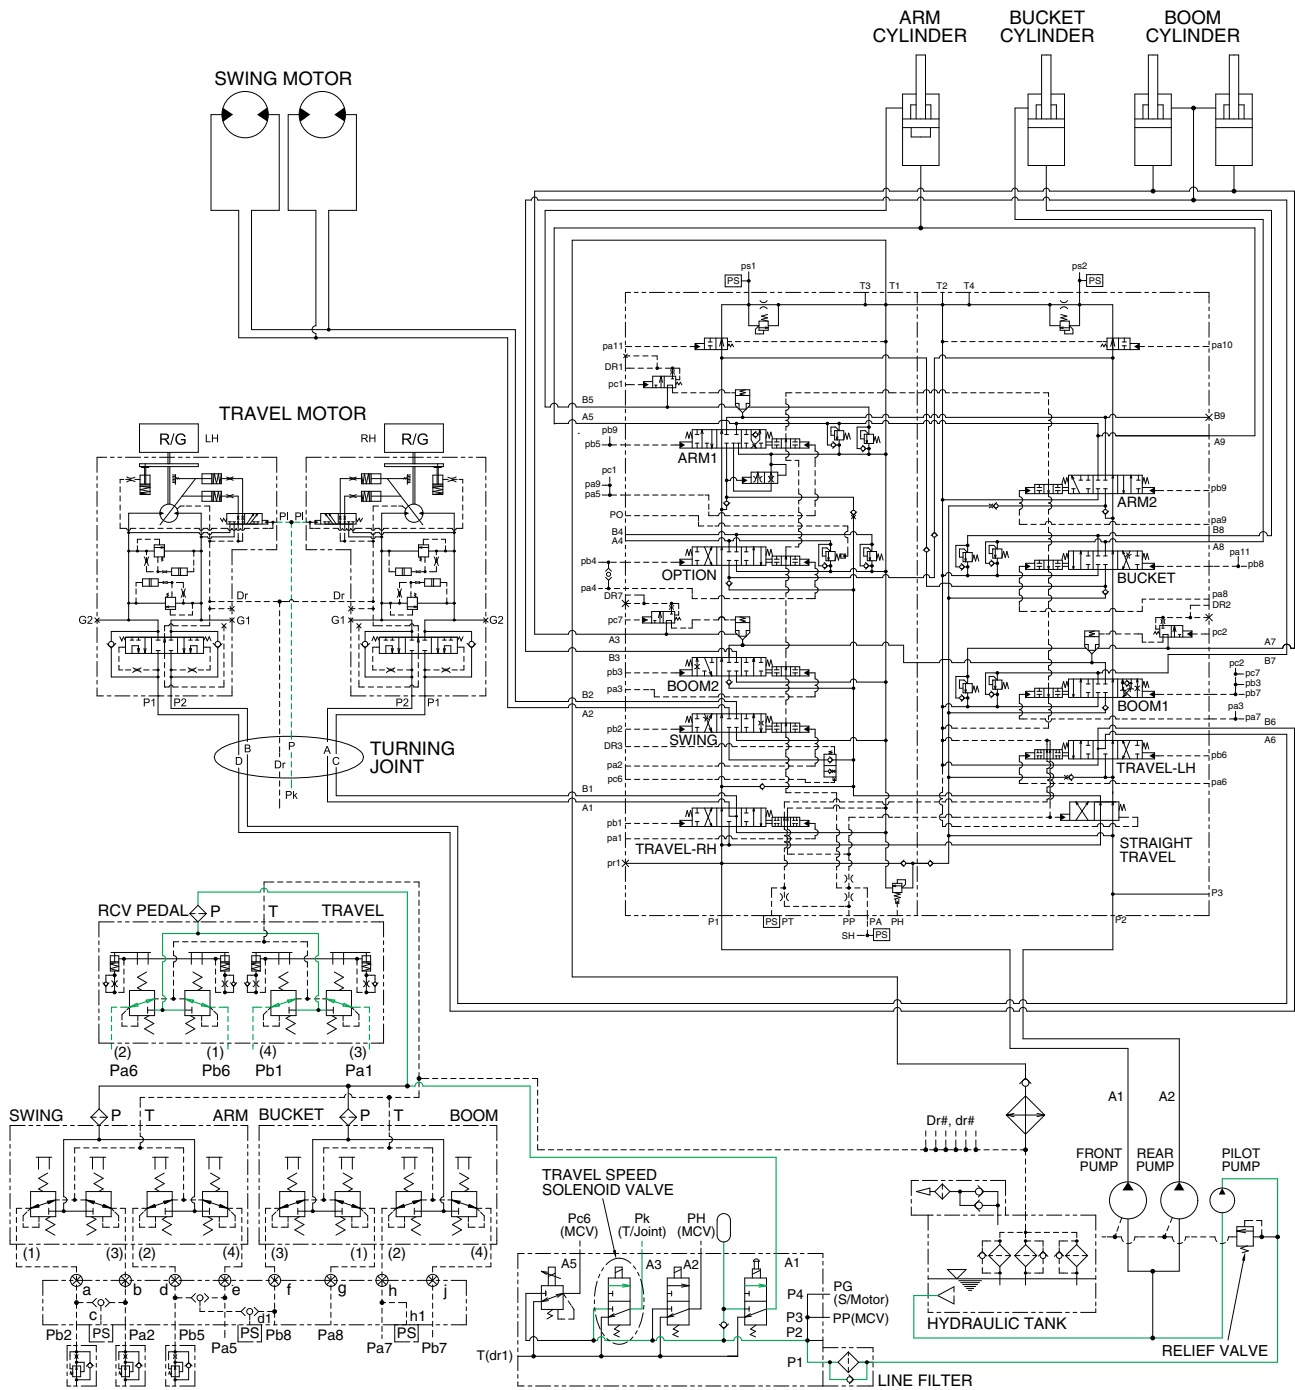 ARM
CYLINDER
BUCKET
CYLINDER
BOOM
CYLINDER
SWING MOTOR
ps1
PS
T3
T1
T2
T4
ps2
PS
pa11
DR1
pc1
pa10
B5
A5
B9
A9
TRAVEL MOTOR
R/G
LH
RH
R/G
pb9
pb5
ARM1
pc1
pa9
pa5
ARM2
pb9
PO
pa9
PI
PI
B4
A4
B8
A8
pb4
OPTION
BUCKET
pa11
pb8
pa4
DR7
pa8
DR2
pc7
pc2
Dr
Dr
G2
G1
G1
G2
A3
A7
B3
B7
pb3
BOOM2
pa3
pc2
pc7
pb3
pb7
BOOM1
pa3
pa7
P1
P2
P2
P1
B2
A2
B6
A6
pb2
SWING
DR3
pa2
pc6
TRAVEL-LH
pb6
pa6
B
D
P
Dr
A
C
TURNING
JOINT
Pk
B1
A1
pb1
pa1
TRAVEL-RH
pr1
STRAIGHT
TRAVEL
P3
P1
PS
PT
PP
PA
PH
P2
SH
PS
RCV PEDAL
P
T
TRAVEL
(2)
(1)
(4)
(3)
Pa6
Pb6
Pb1
Pa1
SWING
P
T
ARM
BUCKET
P
T
BOOM
(1)
(3)
(2)
(4)
(3)
(1)
(2)
(4)
a
b
d
e
f
g
h
j
c
d1
h1
PS
PS
PS
Pb2
Pa2
Pb5
Pa5
Pb8
Pa8
Pa7
Pb7
A1
A2
Dr#, dr#
FRONT
PUMP
REAR
PUMP
PILOT
PUMP
TRAVEL SPEED
SOLENOID VALVE
Pc6
(MCV)
Pk
(T/Joint)
PH
(MCV)
A5
A3
A2
A1
P4
PG
(S/Motor)
P3
PP(MCV)
P2
P1
T(dr1)
HYDRAULIC TANK
RELIEF VALVE
LINE FILTER